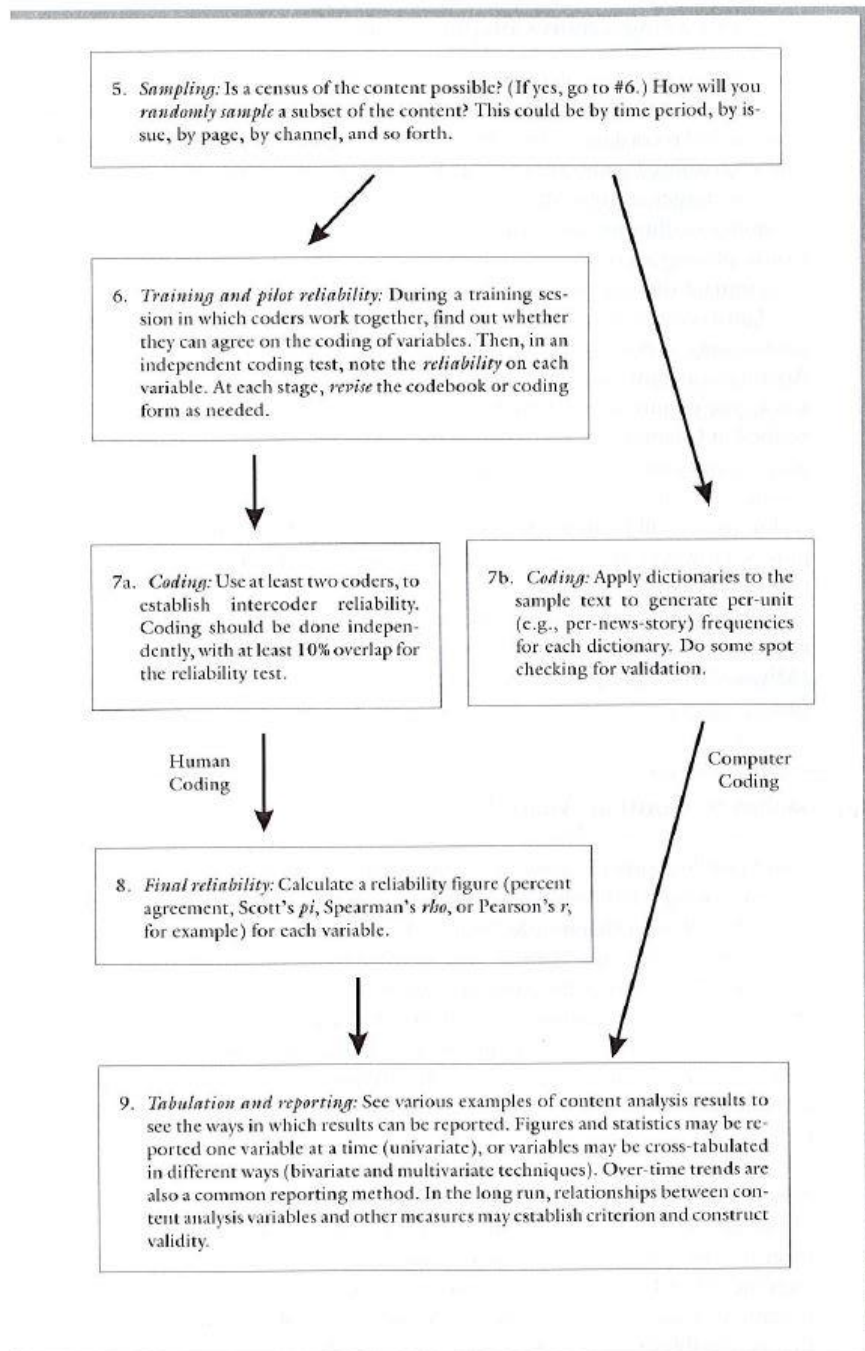 5. Sampling: Is a census of the content possible? (If yes, go to #6.) How will you
randomly sample a subset of the content? This could be by time period, by is-
sue, by page, by channel, and so forth.
6. Training and pilot reliability: During a training ses-
sion in which coders work together, find out whether
they can agree on the coding of variables. Then, in an
independent coding test, note the reliability on each
variable. At each stage, revise the codebook or coding
form as needed.
7a. Coding: Use at least two coders, to
establish intercoder reliability.
Coding should be done indepen-
dently, with at least 10% overlap for
the reliability test.
7b. Coding: Apply dictionaries to the
sample text to generate per-unit
(e.g., per-news-story) frequencies
for each dictionary. Do some spot
checking for validation.
Human
Coding
Computer
Coding
8. Final reliability: Calculate a reliability figure (percent
agreement, Scott's pi, Spearman's rho, or Pearson's r,
for example) for each variable.
9. Tabulation and reporting: See various examples of content analysis results to
see the ways in which results can be reported. Figures and statistics may be re-
ported one variable at a time (univariate), or variables may be cross-tabulated
in different ways (bivariate and multivariate techniques). Over-time trends are
also a common reporting method. In the long run, relationships between con-
tent analysis variables and other measures may establish criterion and construct
validity.